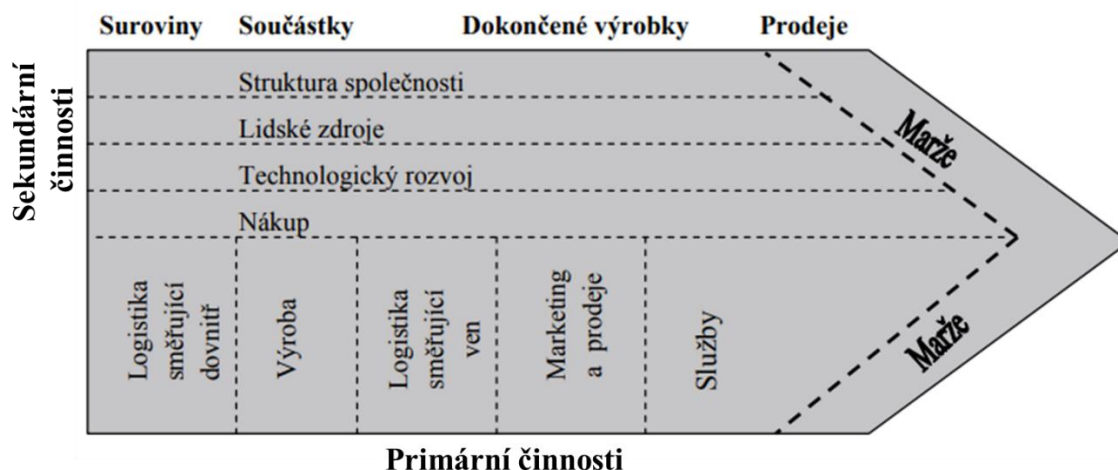 Suroviny Součástky Dokončené výrobky Prodeje
Sekundární
činnosti
Struktura společnosti
Lidské zdroje
Technologický rozvoj
Nákup
Marže
Logistika
směřující
dovnitř
Výroba
Logistika
směřující
ven
Marketing
a prodeje
Služby
Marže
Primární činnosti